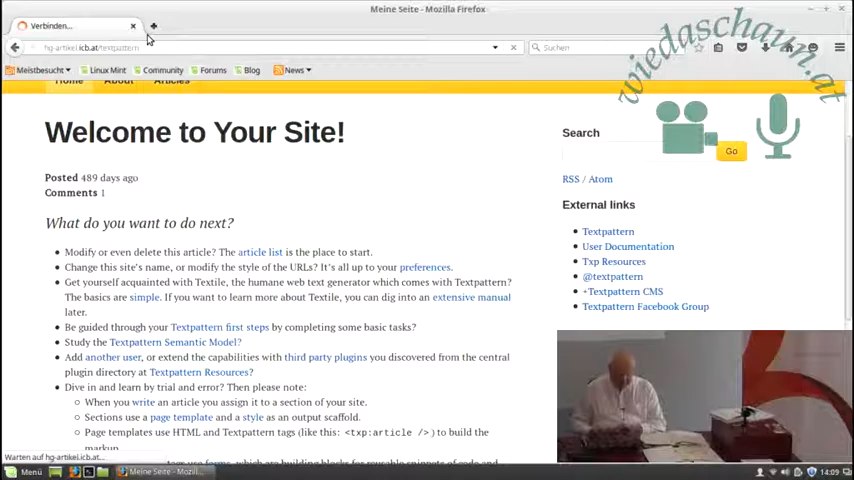 Meine Seite - Mozilla Firefox
Verbinden...
hg-artikel.icb.at/textpattern
Suchen
Meistbesucht
Linux Mint
Community
Forums
Blog
News
wiedaschaum.at
Home
About
Articles
Welcome to Your Site!
Posted 489 days ago
Comments 1
What do you want to do next?
Modify or even delete this article? The article list is the place to start.
Change this site's name, or modify the style of the URLs? It's all up to your preferences.
Get yourself acquainted with Textile, the humane web text generator which comes with Textpattern?
The basics are simple. If you want to learn more about Textile, you can dig into an extensive manual
later.
Be guided through your Textpattern first steps by completing some basic tasks?
Study the Textpattern Semantic Model?
Add another user, or extend the capabilities with third party plugins you discovered from the central
plugin directory at Textpattern Resources?
Dive in and learn by trial and error? Then please note:
When you write an article you assign it to a section of your site.
Sections use a page template and a style as an output scaffold.
Page templates use HTML and Textpattern tags (like this: <txp:article />) to build the
markup.
Search
Go
RSS / Atom
External links
Textpattern
User Documentation
Txp Resources
@textpattern
+Textpattern CMS
Textpattern Facebook Group
Warten auf hg-artikel.icb.at...
Menü
Meine Seite - Mozil...
14:09